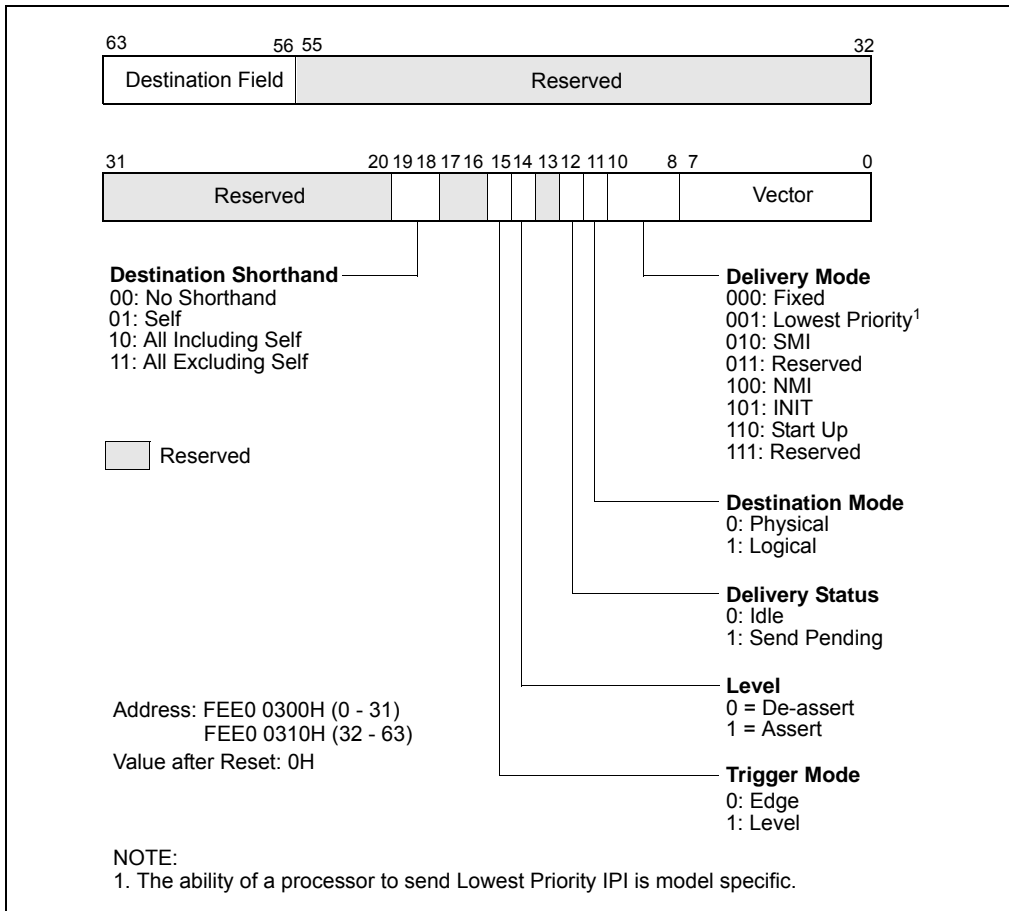 63 56 55 32
Destination Field Reserved
31 20 19 18 17 16 15 14 13 12 11 10 8 7 0
Reserved Vector
Destination Shorthand
00: No Shorthand
01: Self
10: All Including Self
11: All Excluding Self
Reserved
Delivery Mode
000: Fixed
001: Lowest Priority1
010: SMI
011: Reserved
100: NMI
101: INIT
110: Start Up
111: Reserved
Destination Mode
0: Physical
1: Logical
Delivery Status
0: Idle
1: Send Pending
Level
0 = De-assert
1 = Assert
Address: FEE0 0300H (0 - 31)
FEE0 0310H (32 - 63)
Value after Reset: 0H
Trigger Mode
0: Edge
1: Level
NOTE:
1. The ability of a processor to send Lowest Priority IPI is model specific.